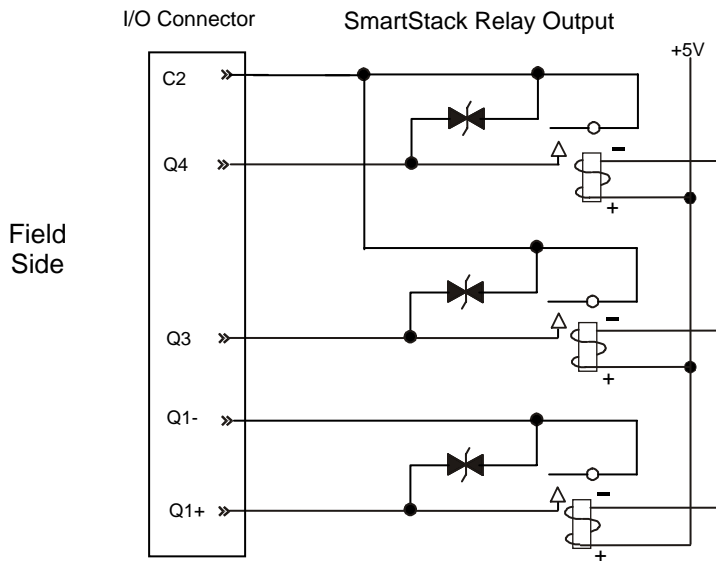 I/O Connector
SmartStack Relay Output
+5V
C2
Q4
-
+
Field
Side
Q3
-
+
Q1-
Q1+
-
+